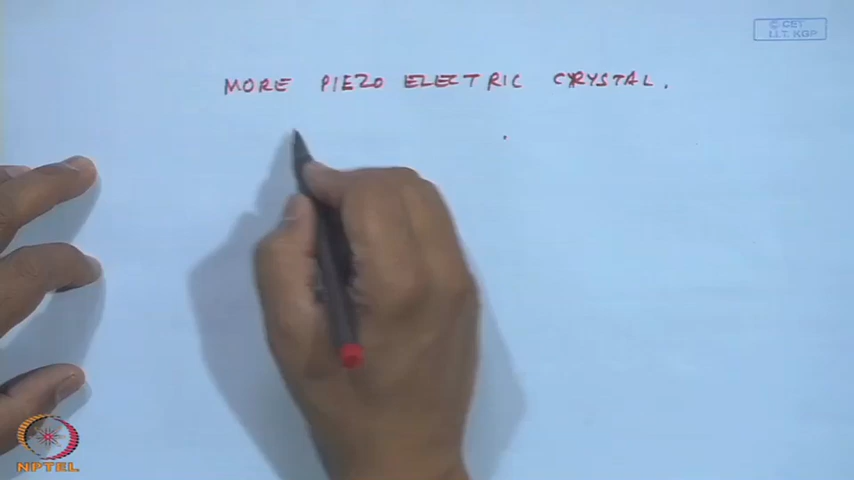 © CET
I.I.T. KGP
MORE PIEZO ELECTRIC CRYSTAL.
NPTEL